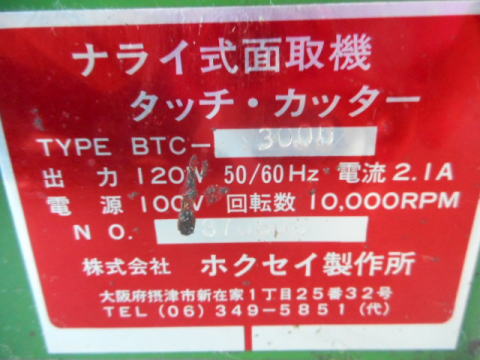 ナライ式面取機
タッチ・カッター
TYPE BTC-300D
出力 120W 50/60Hz 電流 2.1A
電源 100V 回転数 10,000RPM
NO.
株式会社 ホクセイ製作所
大阪府摂津市新在家1丁目25番32号
TEL (06) 349-5851 (代)